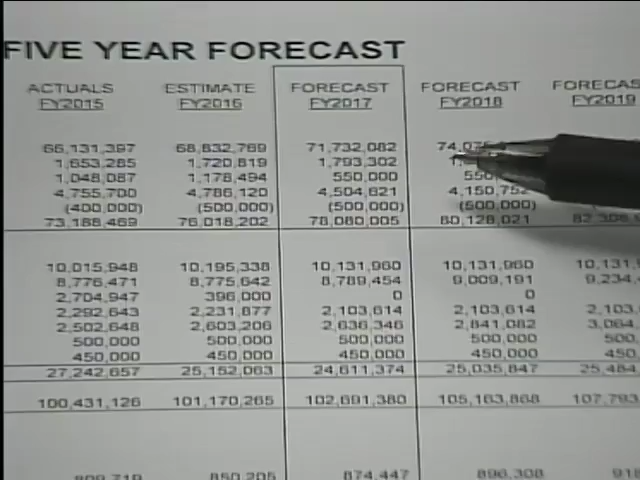 FIVE YEAR FORECAST
ACTUALS ESTIMATE FORECAST FORECAST
FY2015 FY2016 FY2017 FY2018 FY2019
66,131,397 68,832,769 71,732,082
1,653,285 1,720,819 1,793,302
1,048,087 1,178,494 550,000
4,755,700 4,786,120 4,504,621 4,150,752
(400,000) (500,000) (500,000) (500,000)
73,188,469 76,018,202 78,080,005 80,128,021
10,015,948 10,195,338 10,131,960 10,131,960
8,776,471 8,775,642 8,789,454 9,009,191
2,704,947 396,000 0 0
2,292,643 2,231,877 2,103,614 2,103,614
2,502,648 2,603,206 2,636,346 2,841,082
500,000 500,000 500,000 500,000
450,000 450,000 450,000 450,000
27,242,657 25,152,063 24,611,374 25,035,847
100,431,126 101,170,265 102,691,380 105,163,868
850,205 874,447 896,308